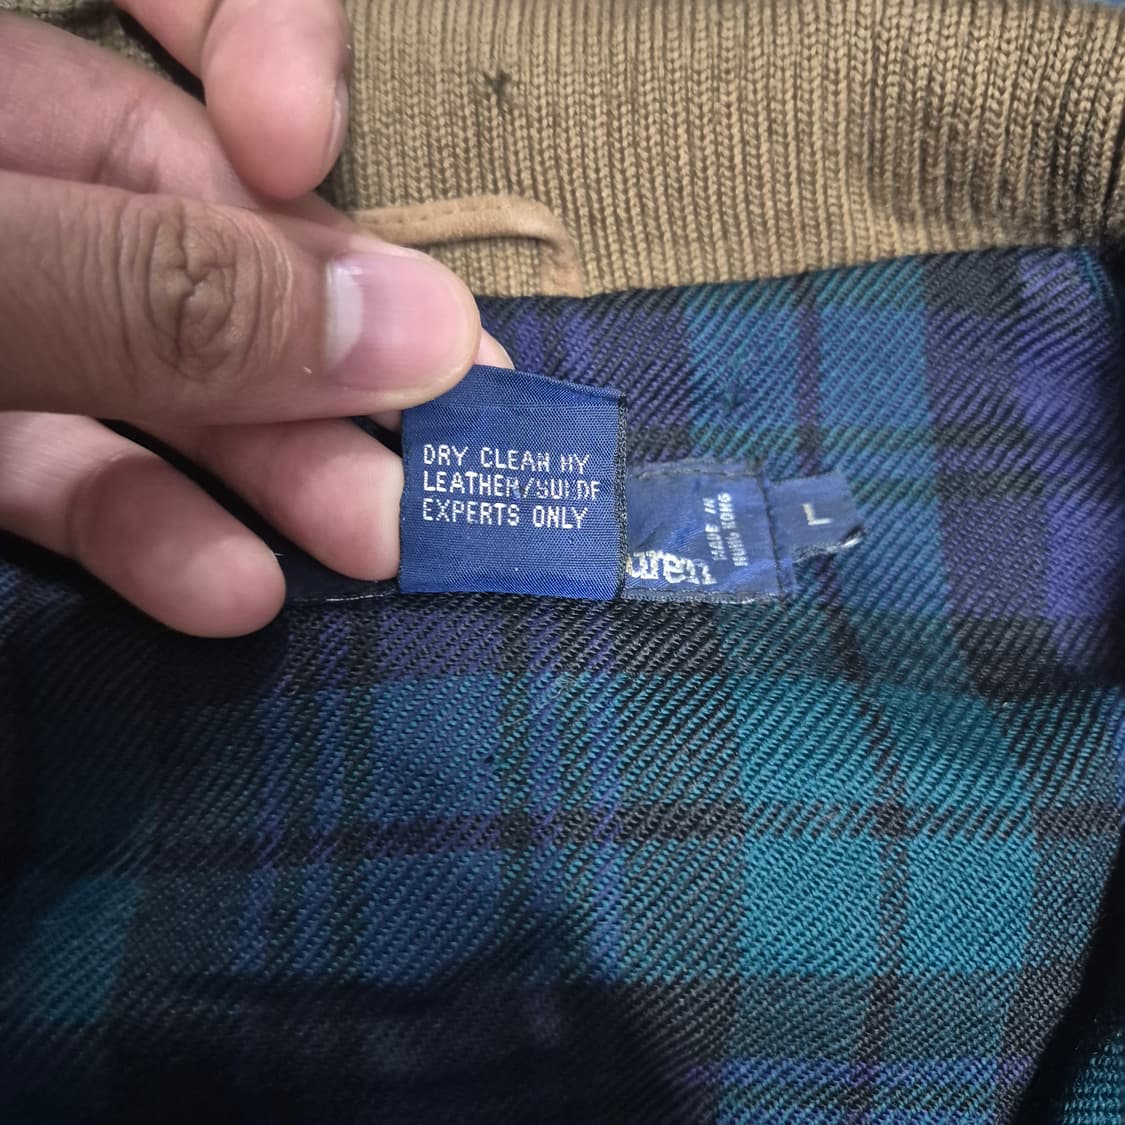 DRY CLEAN BY
LEATHER/SUEDE
EXPERTS ONLY
MADE IN
HONG KONG
L